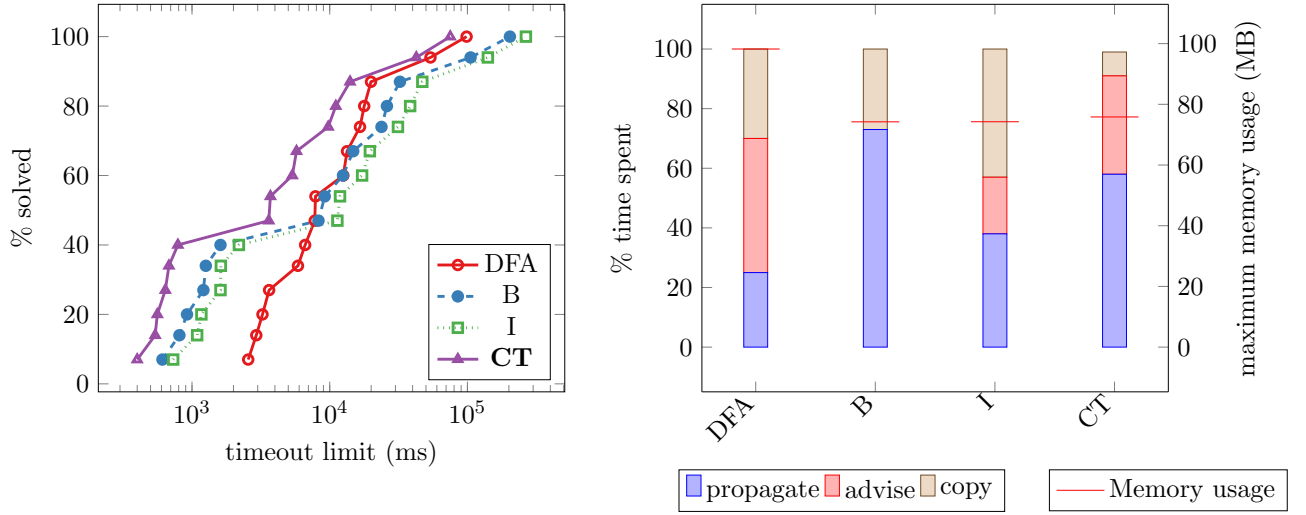 % solved
100
80
60
40
20
0
10^3
10^4
10^5
timeout limit (ms)
DFA
B
I
CT
% time spent
100
80
60
40
20
0
DFA
B
I
CT
100
80
60
40
20
0
maximum memory usage (MB)
propagate advise copy
Memory usage